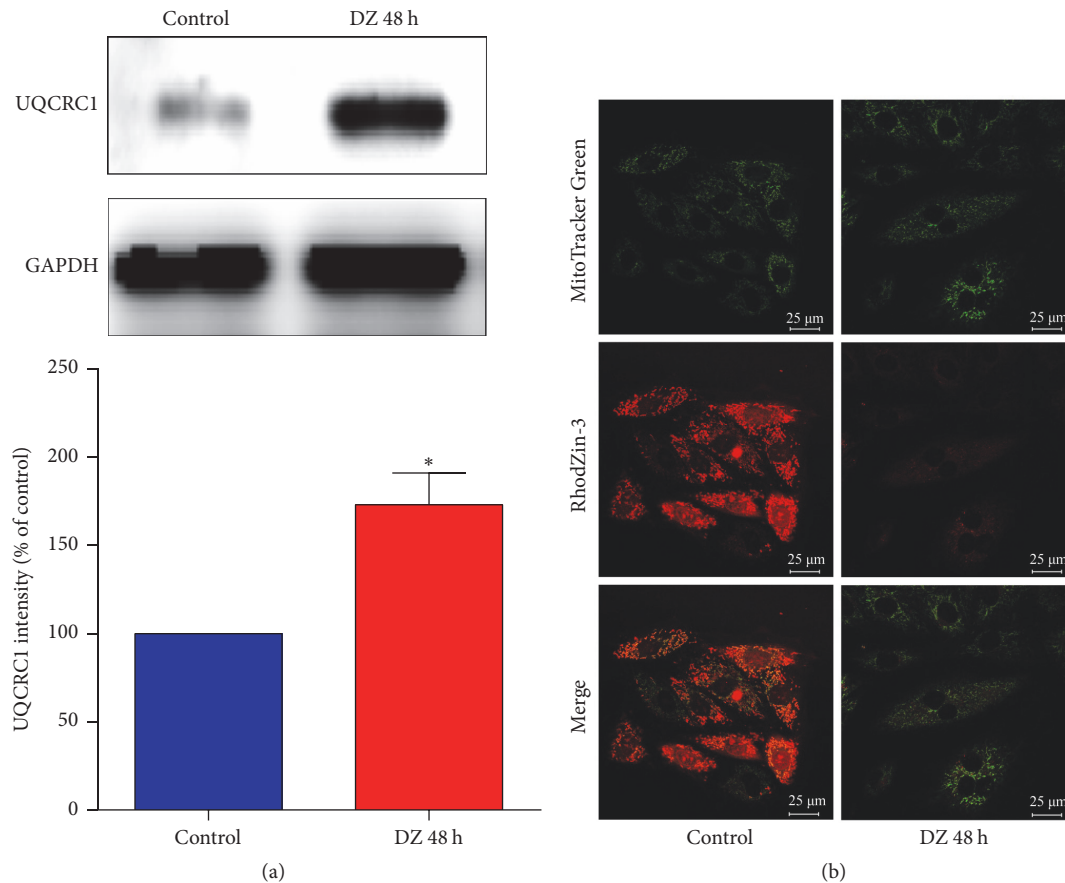 Control DZ 48 h
UQCRC1
GAPDH
250
200
150
100
50
0
UQCRC1 intensity (% of control)
*
Control DZ 48 h
(a)
MitoTracker Green
25 μm 25 μm
RhodZin-3
25 μm 25 μm
Merge
25 μm 25 μm
Control DZ 48 h
(b)